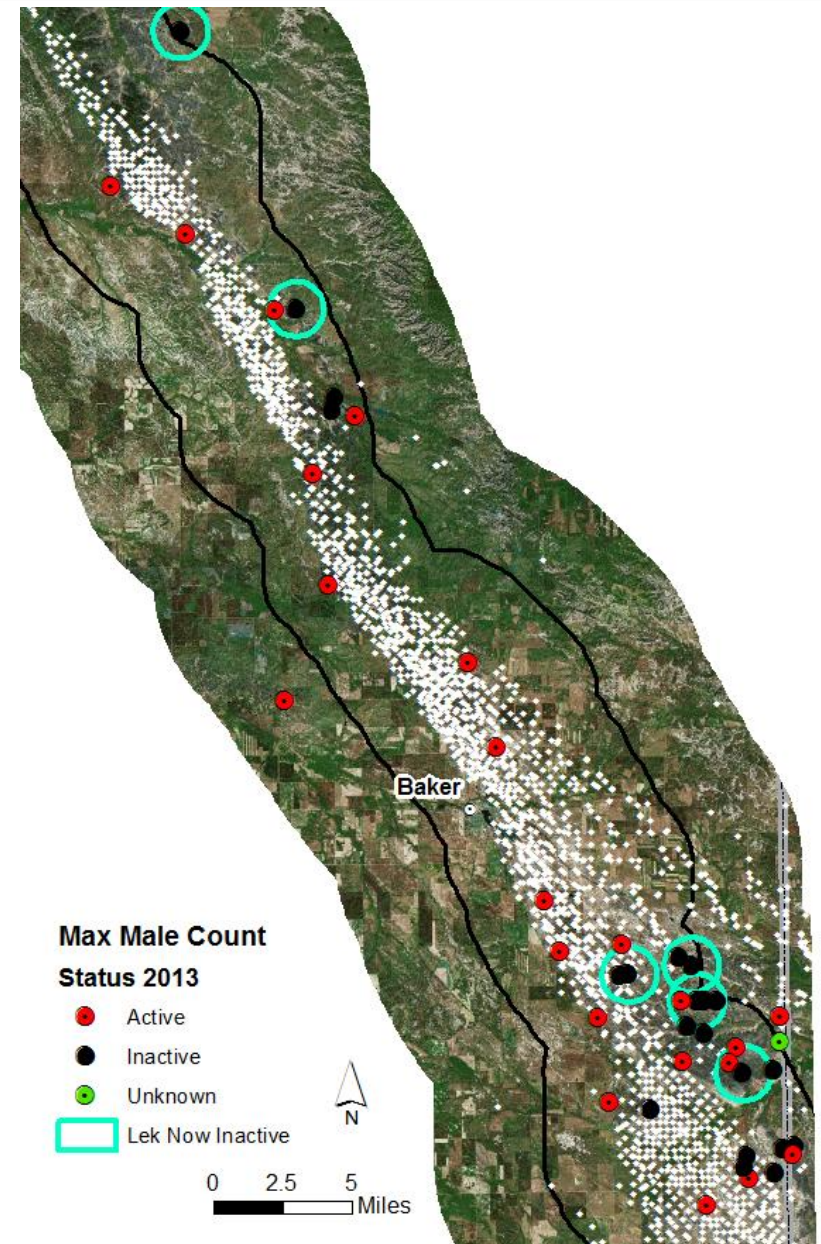 Baker
Max Male Count
Status 2013
Active
Inactive
Unknown
Lek Now Inactive
N
0 2.5 5
Miles